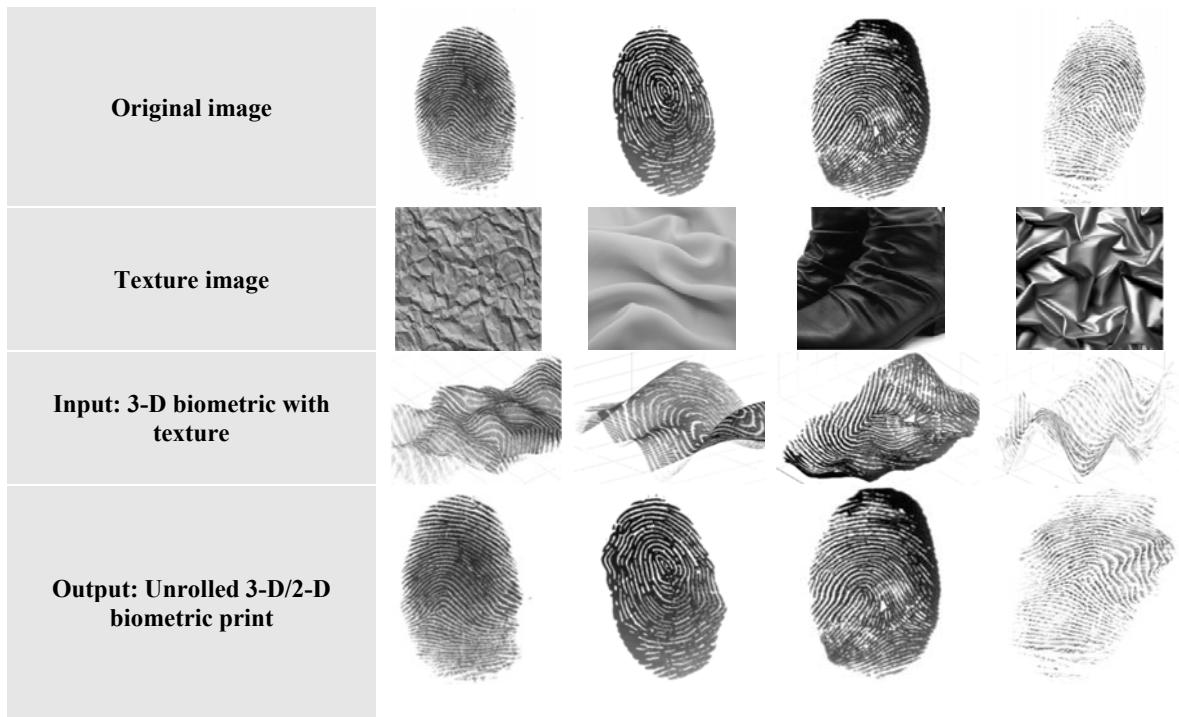 Original image
Texture image
Input: 3-D biometric with
texture
Output: Unrolled 3-D/2-D
biometric print